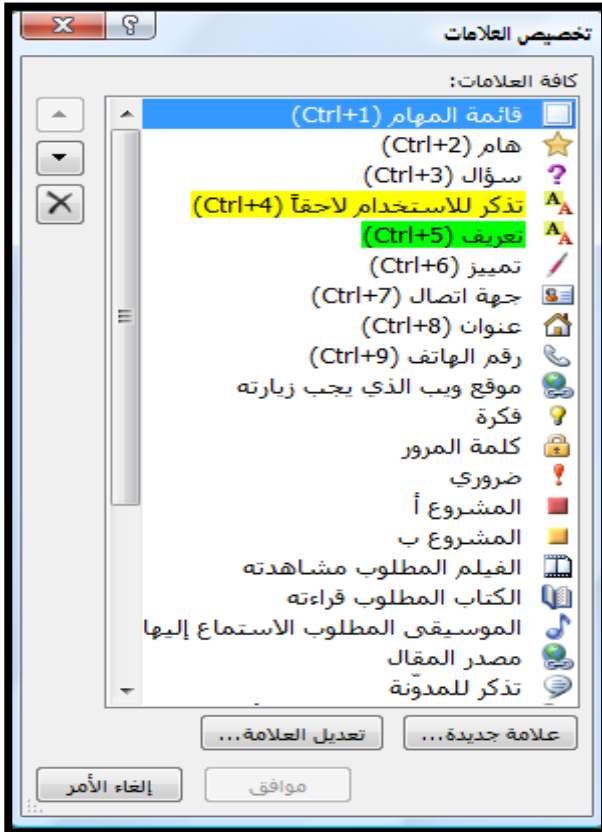 تخصيص العلامات
كافة العلامات:
قائمة المهام (Ctrl+1)
هام (Ctrl+2)
سؤال (Ctrl+3)
تذكر للاستخدام لاحقاً (Ctrl+4)
تعريف (Ctrl+5)
تمييز (Ctrl+6)
جهة اتصال (Ctrl+7)
عنوان (Ctrl+8)
رقم الهاتف (Ctrl+9)
موقع ويب الذي يجب زيارته
فكرة
كلمة المرور
ضروري
المشروع أ
المشروع ب
الفيلم المطلوب مشاهدته
الكتاب المطلوب قراءته
الموسيقى المطلوب الاستماع إليها
مصدر المقال
تذكر للمدوّنة
علامة جديدة... تعديل العلامة...
موافق إلغاء الأمر